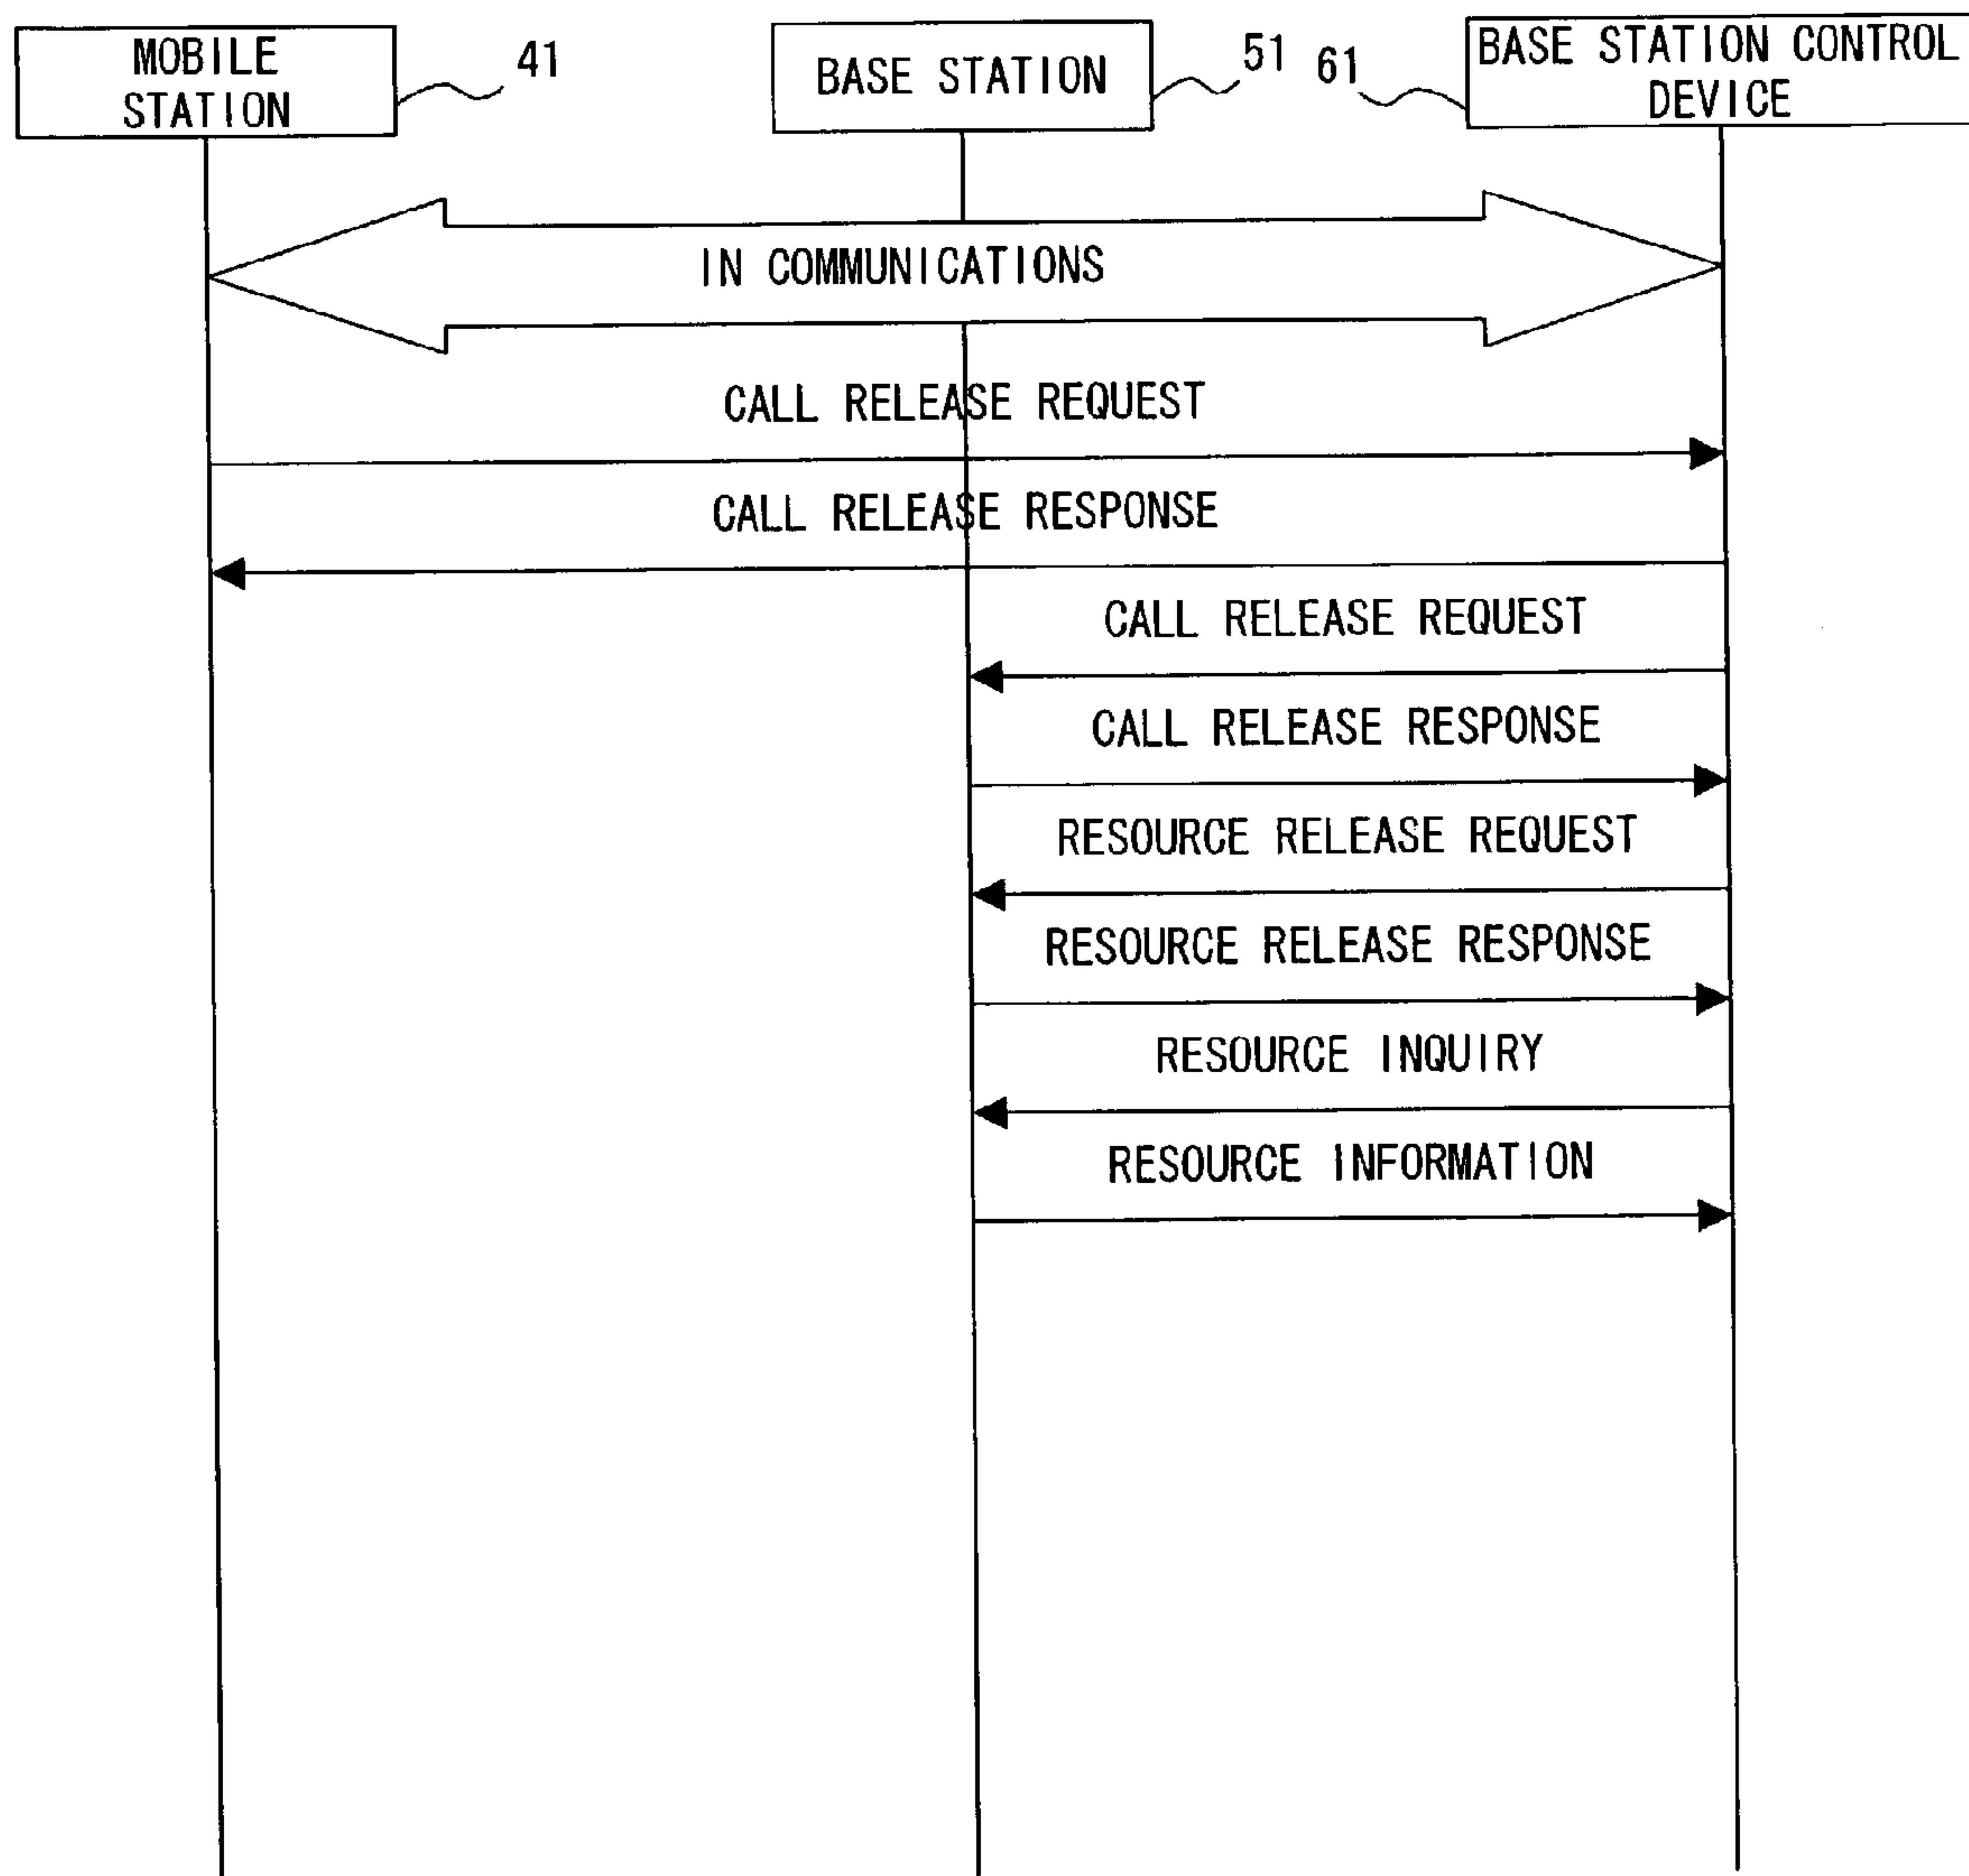 MOBILE
STATION
41
BASE STATION
51
61
BASE STATION CONTROL
DEVICE
IN COMMUNICATIONS
CALL RELEASE REQUEST
CALL RELEASE RESPONSE
CALL RELEASE REQUEST
CALL RELEASE RESPONSE
RESOURCE RELEASE REQUEST
RESOURCE RELEASE RESPONSE
RESOURCE INQUIRY
RESOURCE INFORMATION